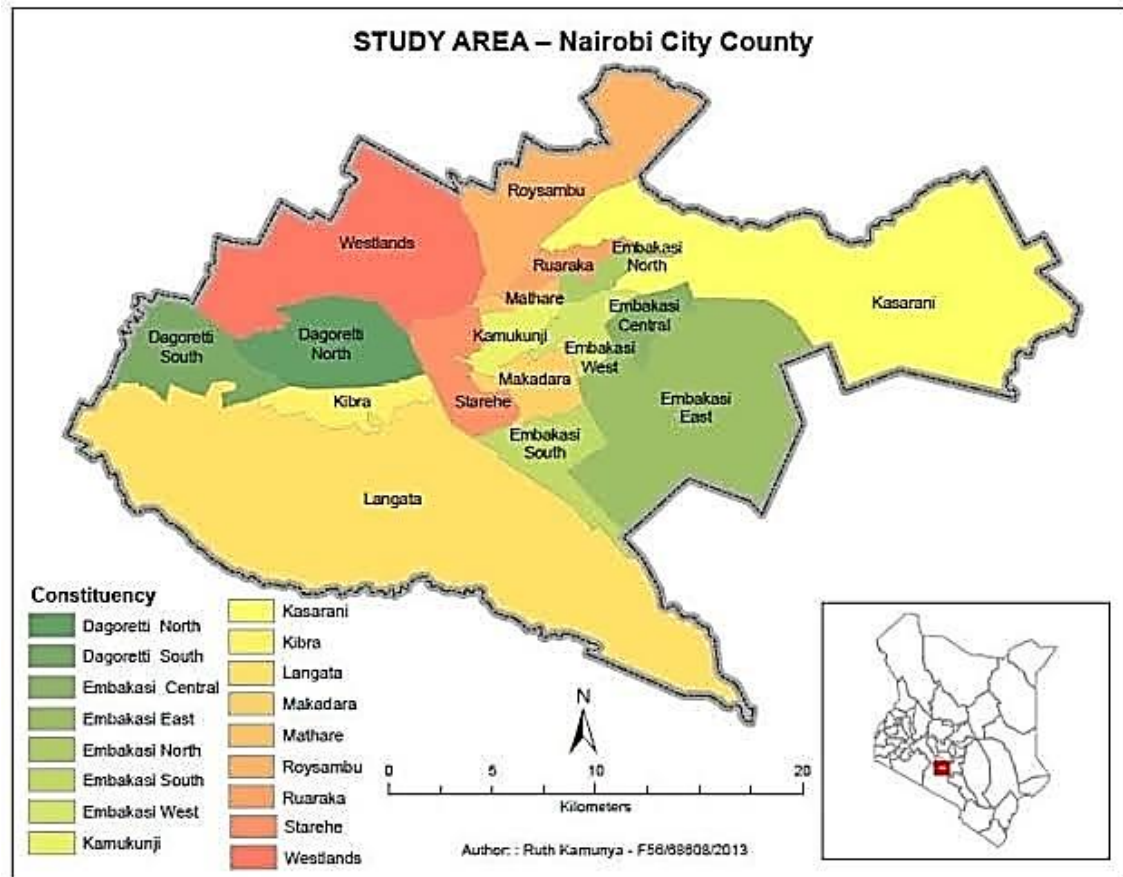 STUDY AREA – Nairobi City County
Roysambu
Westlands
Embakasi
North
Ruaraka
Kasarani
Mathare
Embakasi
Central
Dagoretti
South
Dagoretti
North
Kamukunji
Embakasi
West
Makadara
Kibra
Starehe
Embakasi
East
Embakasi
South
Langata
Constituency
Dagoretti North
Dagoretti South
Embakasi Central
Embakasi East
Embakasi North
Embakasi South
Embakasi West
Kamukunji
Kasarani
Kibra
Langata
Makadara
Mathare
Roysambu
Ruaraka
Starehe
Westlands
N
0 5 10 20
Kilometers
Author: : Ruth Kamunya - F56/68608/2013